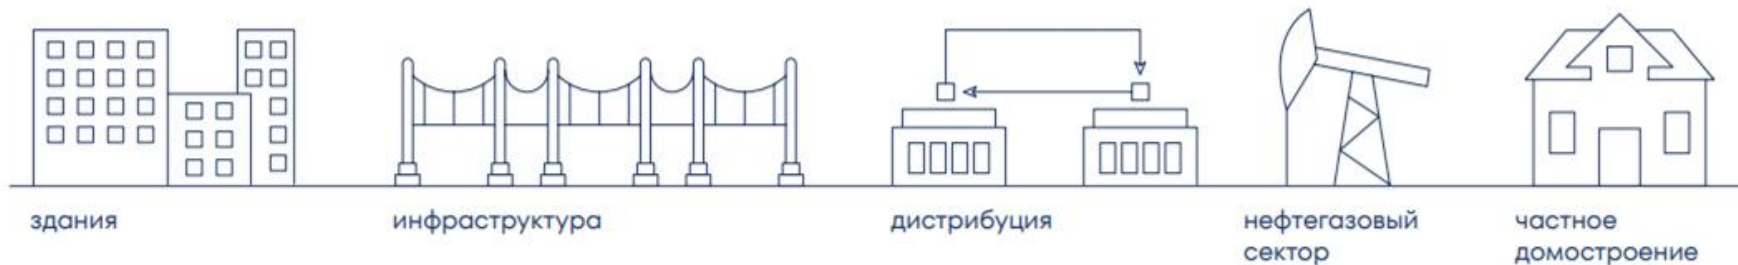 здания
инфраструктура
дистрибуция
нефтегазовый
сектор
частное
домостроение